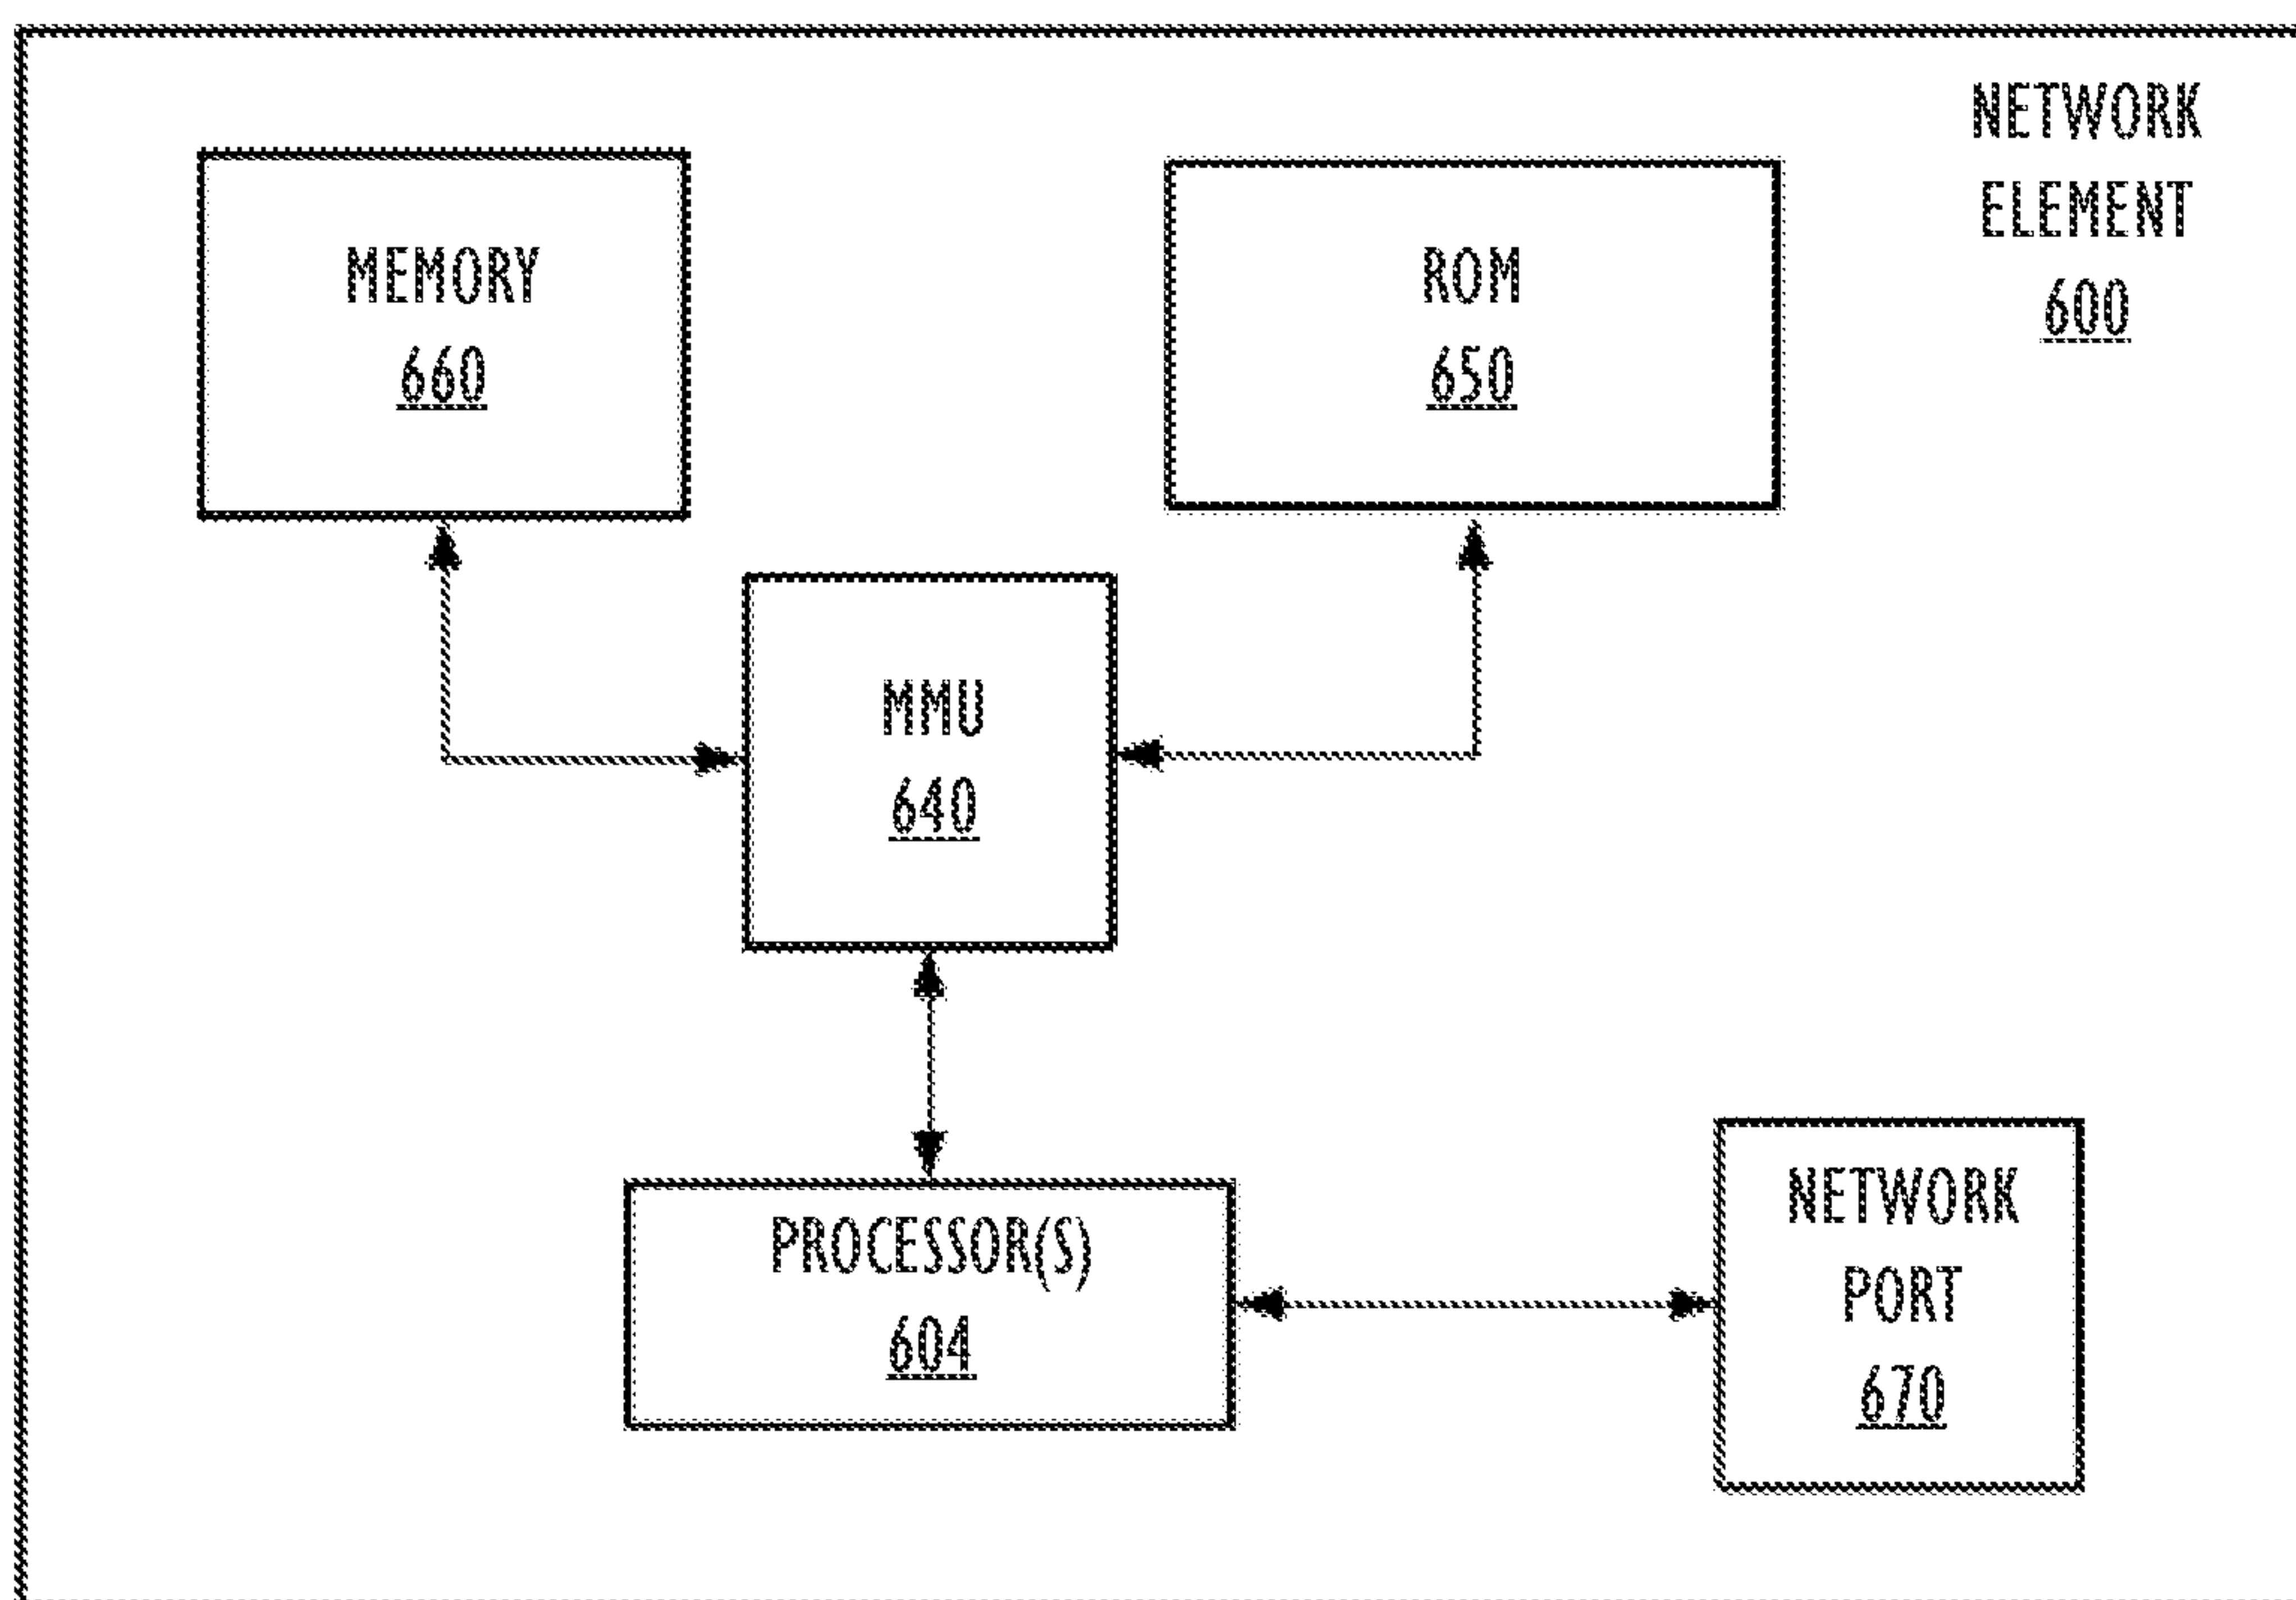 NETWORK
ELEMENT
600
MEMORY
660
ROM
650
MMU
640
PROCESSOR(S)
604
NETWORK
PORT
670